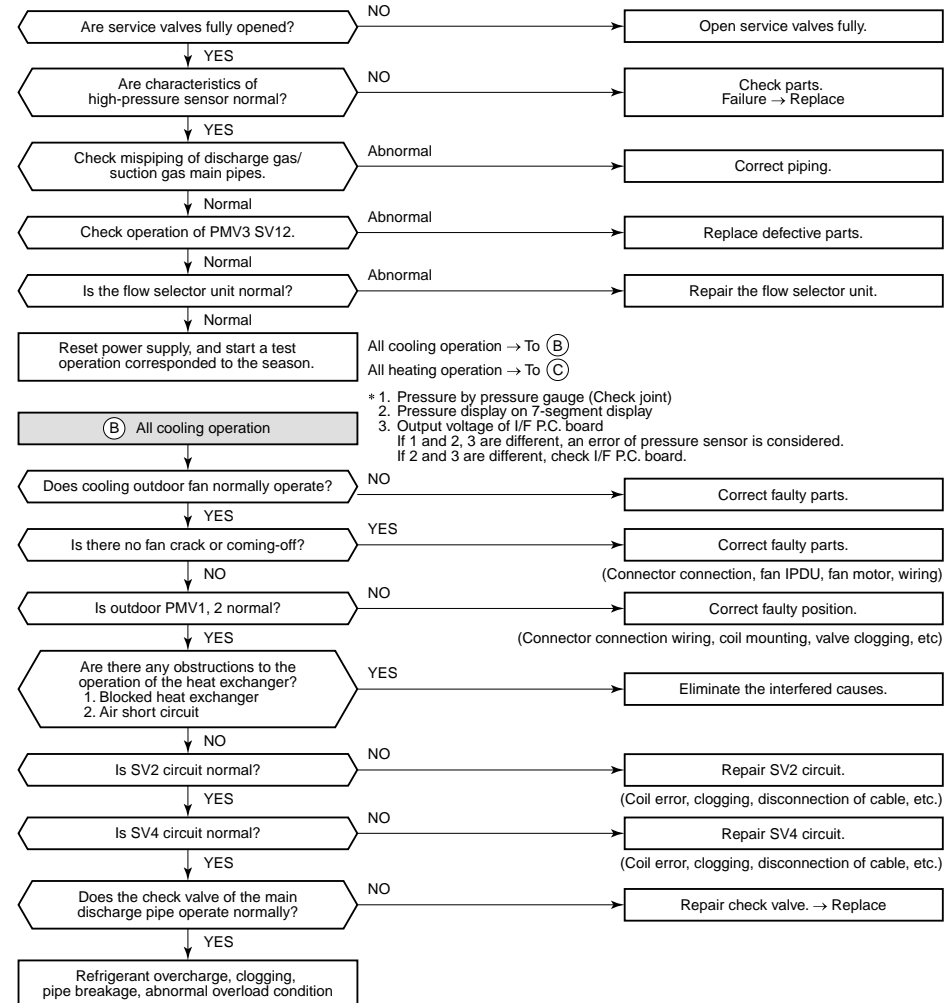 Are service valves fully opened?
NO
Open service valves fully.
YES
Are characteristics of
high-pressure sensor normal?
NO
Check parts.
Failure → Replace
YES
Check mispiping of discharge gas/
suction gas main pipes.
Abnormal
Correct piping.
Normal
Check operation of PMV3 SV12.
Abnormal
Replace defective parts.
Normal
Is the flow selector unit normal?
Abnormal
Repair the flow selector unit.
Normal
Reset power supply, and start a test
operation corresponded to the season.
All cooling operation → To Ⓑ
All heating operation → To Ⓒ
* 1. Pressure by pressure gauge (Check joint)
2. Pressure display on 7-segment display
3. Output voltage of I/F P.C. board
If 1 and 2, 3 are different, an error of pressure sensor is considered.
If 2 and 3 are different, check I/F P.C. board.
Ⓑ All cooling operation
Does cooling outdoor fan normally operate?
NO
Correct faulty parts.
YES
Is there no fan crack or coming-off?
YES
Correct faulty parts.
(Connector connection, fan IPDU, fan motor, wiring)
NO
Is outdoor PMV1, 2 normal?
NO
Correct faulty position.
(Connector connection wiring, coil mounting, valve clogging, etc)
YES
Are there any obstructions to the
operation of the heat exchanger?
1. Blocked heat exchanger
2. Air short circuit
YES
Eliminate the interfered causes.
NO
Is SV2 circuit normal?
NO
Repair SV2 circuit.
(Coil error, clogging, disconnection of cable, etc.)
YES
Is SV4 circuit normal?
NO
Repair SV4 circuit.
(Coil error, clogging, disconnection of cable, etc.)
YES
Does the check valve of the main
discharge pipe operate normally?
NO
Repair check valve. → Replace
YES
Refrigerant overcharge, clogging,
pipe breakage, abnormal overload condition